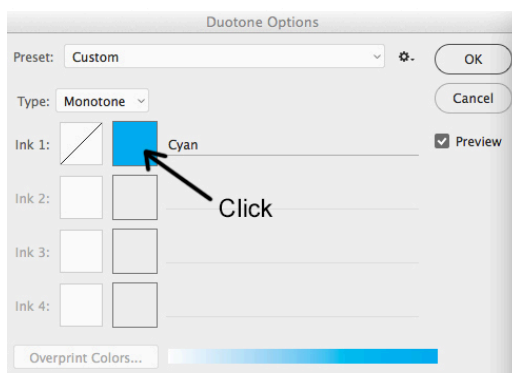 Duotone Options
Preset: Custom
OK
Type: Monotone
Cancel
Ink 1: Cyan
Preview
Click
Ink 2:
Ink 3:
Ink 4:
Overprint Colors...